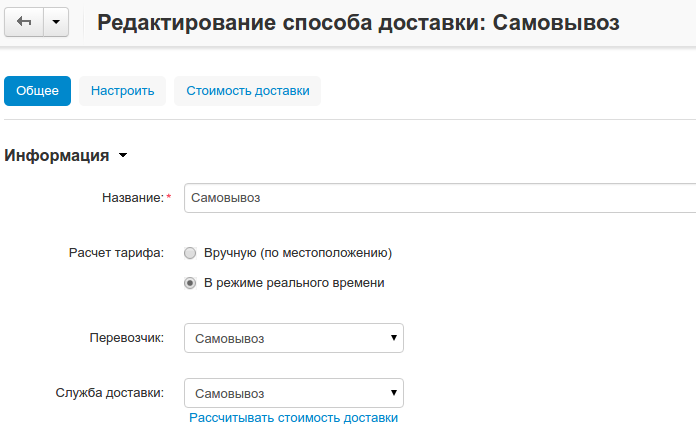 Редактирование способа доставки: Самовывоз
Общее Настроить Стоимость доставки
Информация
Название:* Самовывоз
Расчет тарифа: Вручную (по местоположению)
В режиме реального времени
Перевозчик: Самовывоз
Служба доставки: Самовывоз
Рассчитывать стоимость доставки